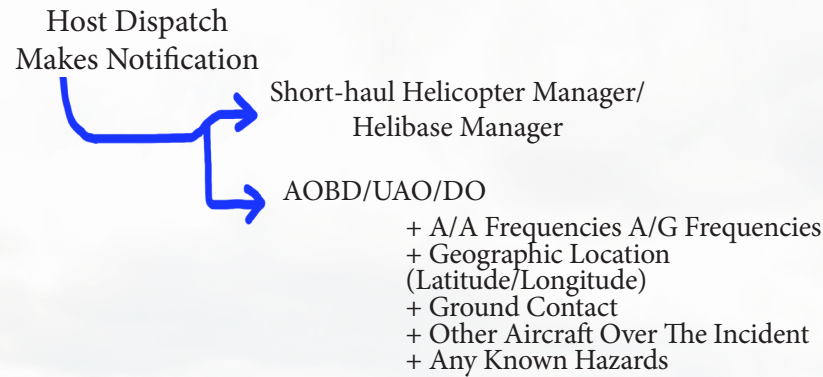 Host Dispatch
Makes Notification
Short-haul Helicopter Manager/
Helibase Manager
AOBD/UAO/DO
+ A/A Frequencies A/G Frequencies
+ Geographic Location
(Latitude/Longitude)
+ Ground Contact
+ Other Aircraft Over The Incident
+ Any Known Hazards